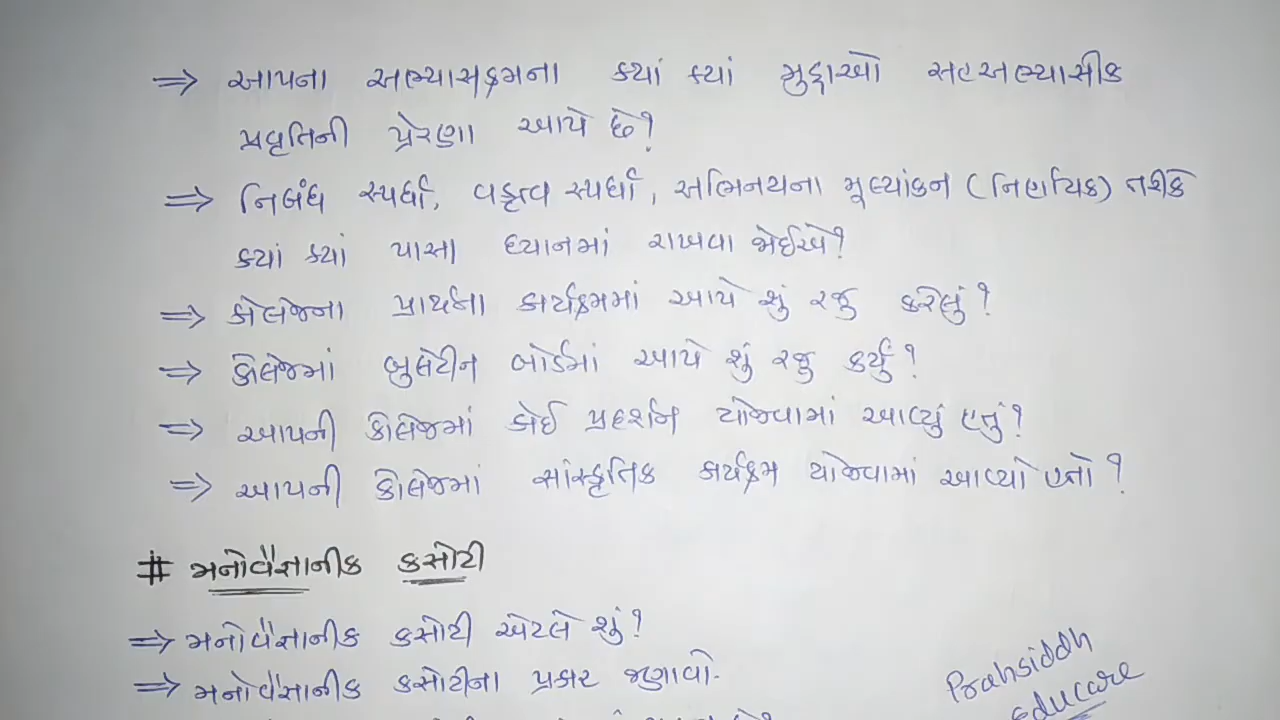 ⇒ આપના અભ્યાસક્રમના ક્યાં ક્યાં મુદ્દાઓ સહઅભ્યાસીક
પ્રવૃતિની પ્રેરણા આપે છે?
⇒ નિબંધ સ્પર્ધા, વક્તૃત્વ સ્પર્ધા, અભિનયના મૂલ્યાંકન (નિર્ણાયક) તરીકે
ક્યાં ક્યાં પાસા ધ્યાનમાં રાખવા જોઈએ?
⇒ કોલેજના પ્રાર્થના કાર્યક્રમમાં આપે શું રજુ કરેલું?
⇒ કોલેજમાં બુલેટીન બોર્ડમાં આપે શું રજુ કર્યું?
⇒ આપની કોલેજમાં કોઈ પ્રદર્શન યોજવામાં આવ્યું હતું?
⇒ આપની કોલેજમાં સાંસ્કૃતિક કાર્યક્રમ યોજવામાં આવ્યો હતો?
# મનોવૈજ્ઞાનીક કસોટી
⇒ મનોવૈજ્ઞાનીક કસોટી એટલે શું?
⇒ મનોવૈજ્ઞાનીક કસોટીના પ્રકાર જણાવો.
Prahsiddh
Educare